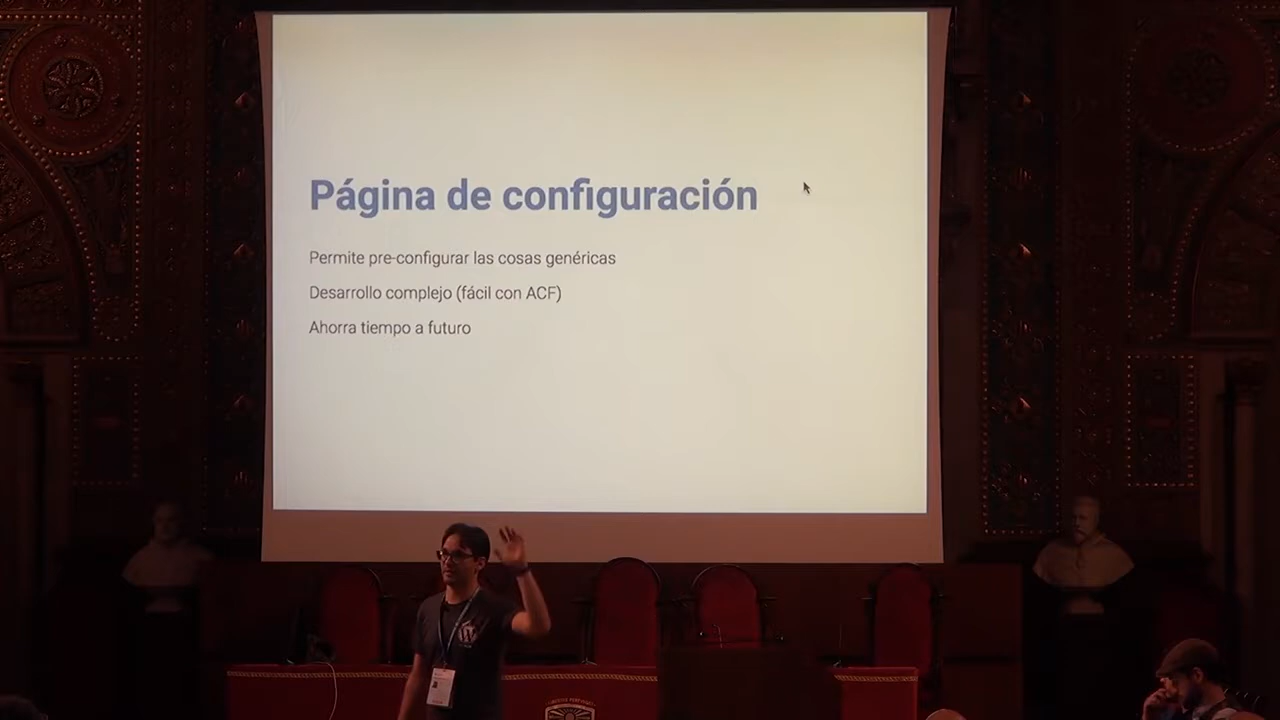 Página de configuración
Permite pre-configurar las cosas genéricas
Desarrollo complejo (fácil con ACF)
Ahorra tiempo a futuro